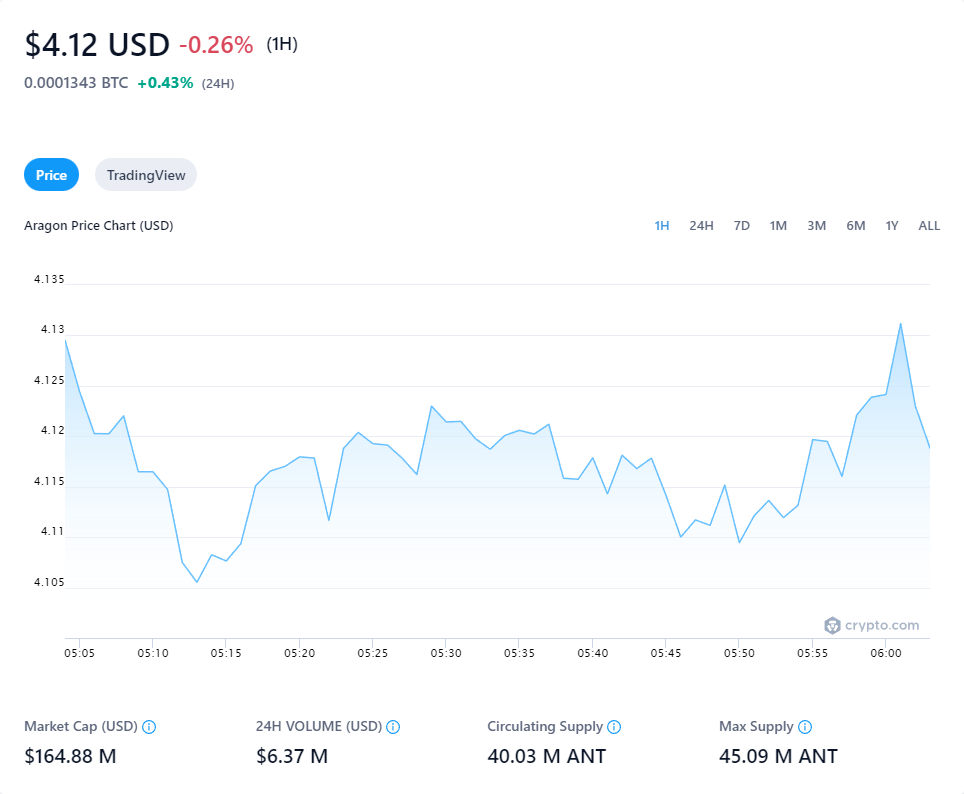 $4.12 USD -0.26% (1H)
0.0001343 BTC +0.43% (24H)
Price TradingView
Aragon Price Chart (USD) 1H 24H 7D 1M 3M 6M 1Y ALL
4.135
4.13
4.125
4.12
4.115
4.11
4.105
crypto.com
05:05 05:10 05:15 05:20 05:25 05:30 05:35 05:40 05:45 05:50 05:55 06:00
Market Cap (USD) 24H VOLUME (USD) Circulating Supply Max Supply
$164.88 M $6.37 M 40.03 M ANT 45.09 M ANT